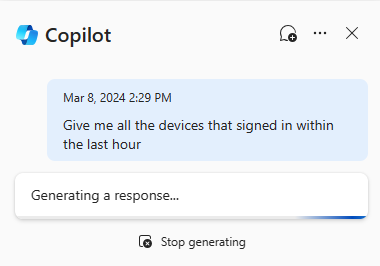 Copilot
Mar 8, 2024 2:29 PM
Give me all the devices that signed in within
the last hour
Generating a response...
Stop generating